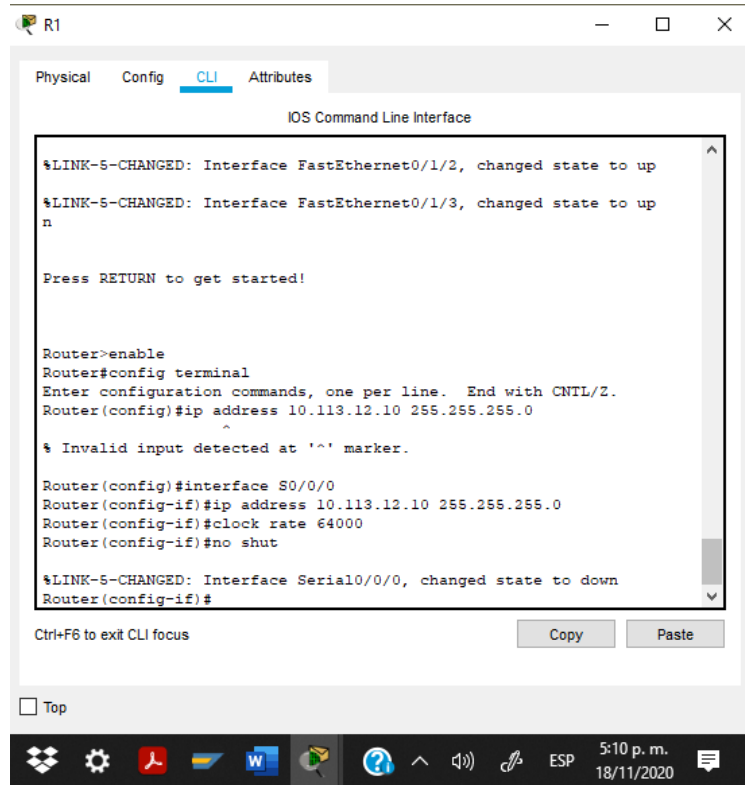 R1
Physical Config CLI Attributes
IOS Command Line Interface
%LINK-5-CHANGED: Interface FastEthernet0/1/2, changed state to up
%LINK-5-CHANGED: Interface FastEthernet0/1/3, changed state to up
n
Press RETURN to get started!
Router>enable
Router#config terminal
Enter configuration commands, one per line.  End with CNTL/Z.
Router(config)#ip address 10.113.12.10 255.255.255.0
^
% Invalid input detected at '^' marker.
Router(config)#interface S0/0/0
Router(config-if)#ip address 10.113.12.10 255.255.255.0
Router(config-if)#clock rate 64000
Router(config-if)#no shut
%LINK-5-CHANGED: Interface Serial0/0/0, changed state to down
Router(config-if)#
Ctrl+F6 to exit CLI focus Copy Paste
Top
ESP 5:10 p. m.
18/11/2020